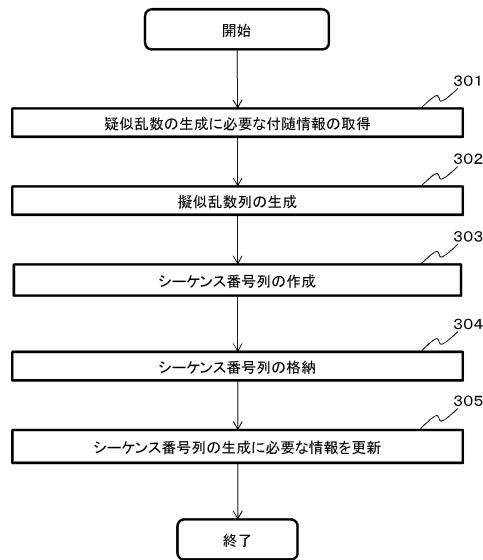 開始
301
疑似乱数の生成に必要な付随情報の取得
302
擬似乱数列の生成
303
シーケンス番号列の作成
304
シーケンス番号列の格納
305
シーケンス番号列の生成に必要な情報を更新
終了